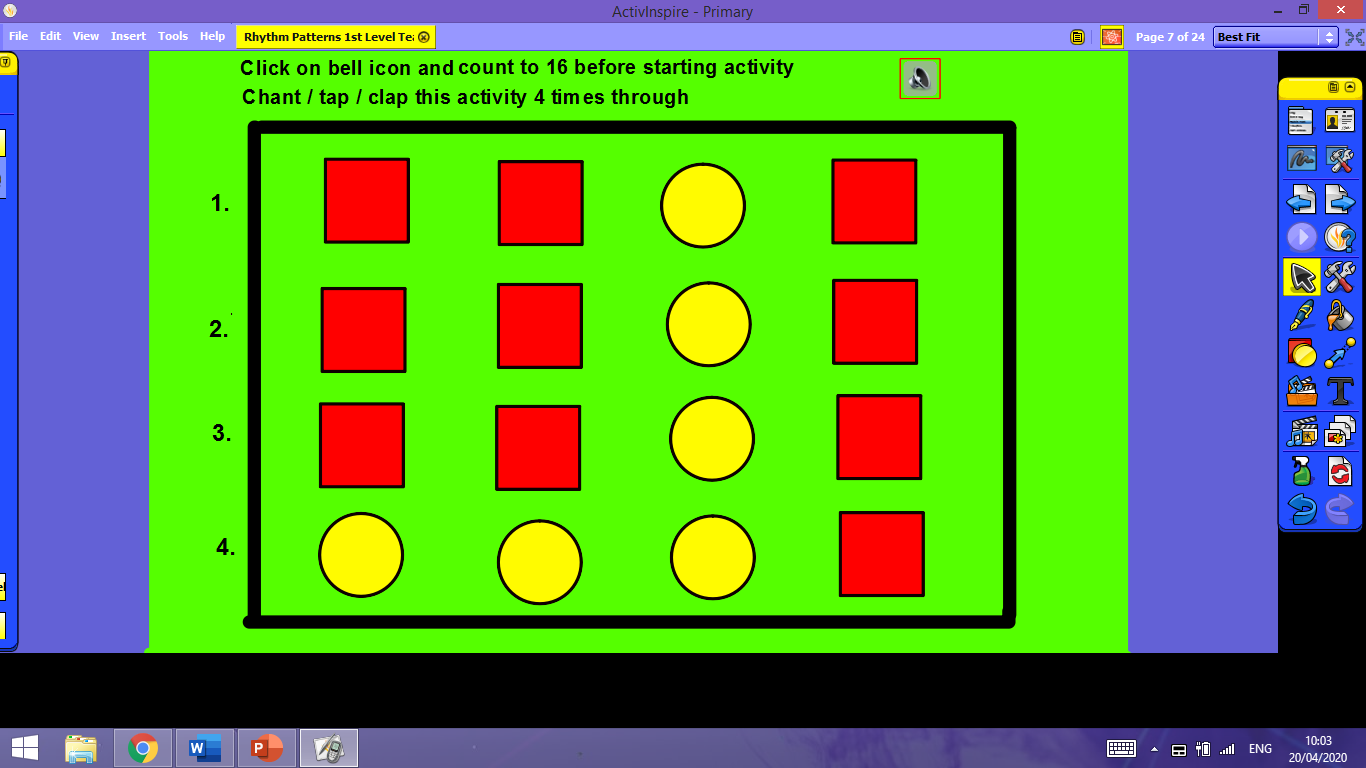 ActivInspire - Primary
File Edit View Insert Tools Help
Rhythm Patterns 1st Level Tea
Page 7 of 24
Best Fit
Click on bell icon and count to 16 before starting activity
Chant / tap / clap this activity 4 times through
1.
2.
3.
4.
ENG
10:03
20/04/2020